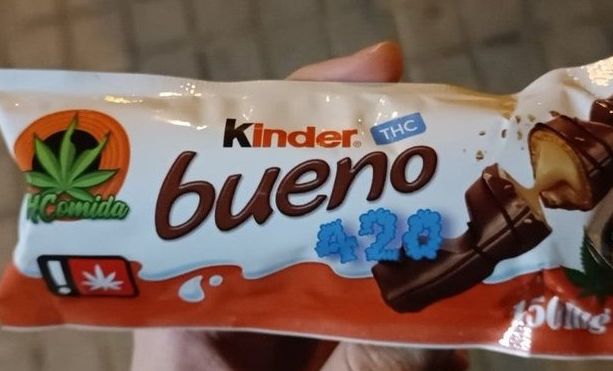 Kinder
THC
bueno
HComida
420
150mg
!